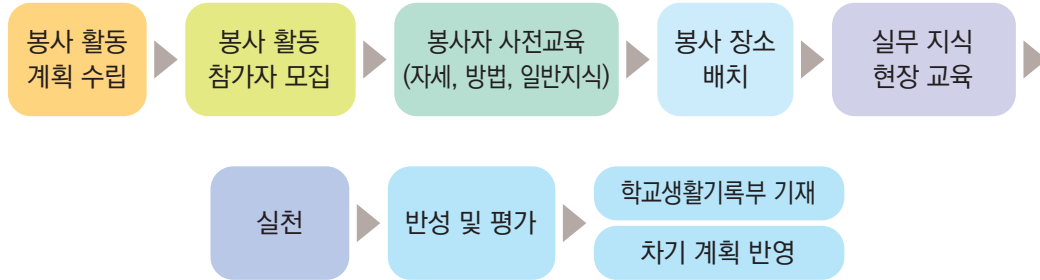 봉사 활동
계획 수립
봉사 활동
참가자 모집
봉사자 사전교육
(자세, 방법, 일반지식)
봉사 장소
배치
실무 지식
현장 교육
실천
반성 및 평가
학교생활기록부 기재
차기 계획 반영